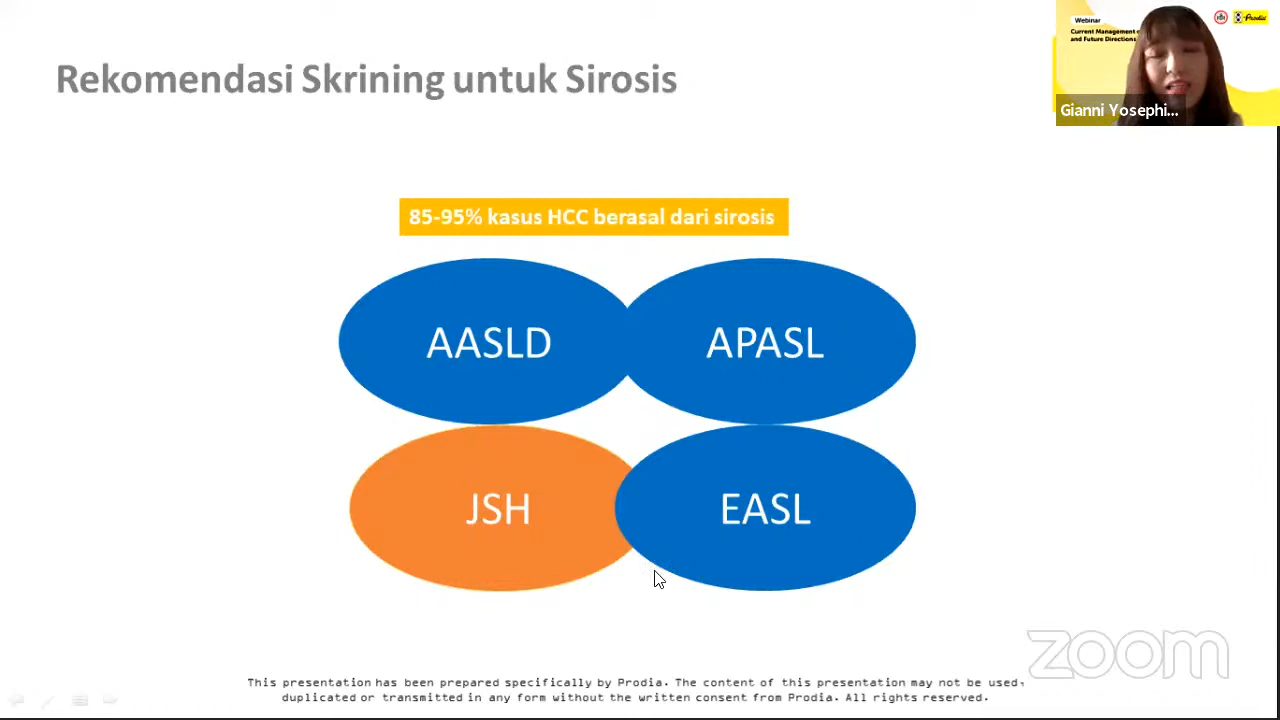 Rekomendasi Skrining untuk Sirosis
Webinar
Prodia
Current Management
and Future Directions
Gianni Yosephi...
85-95% kasus HCC berasal dari sirosis
AASLD
APASL
JSH
EASL
zoom
This presentation has been prepared specifically by Prodia. The content of this presentation may not be used,
duplicated or transmitted in any form without the written consent from Prodia. All rights reserved.